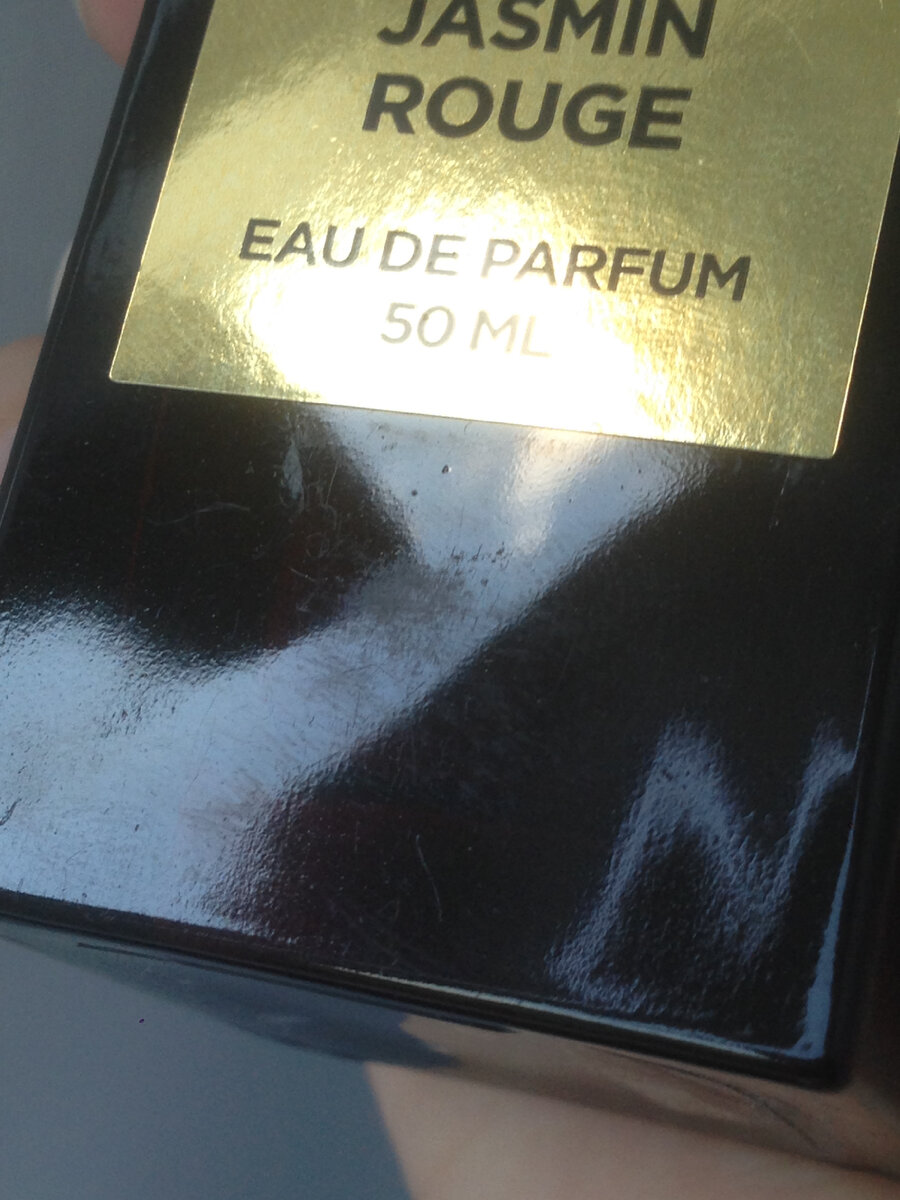 JASMIN
ROUGE
EAU DE PARFUM
50 ML